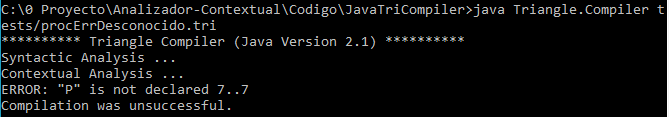 C:\0 Proyecto\Analizador-Contextual\Codigo\JavaTriCompiler>java Triangle.Compiler t
ests/procErrDesconocido.tri
********** Triangle Compiler (Java Version 2.1) **********
Syntactic Analysis ...
Contextual Analysis ...
ERROR: "P" is not declared 7..7
Compilation was unsuccessful.